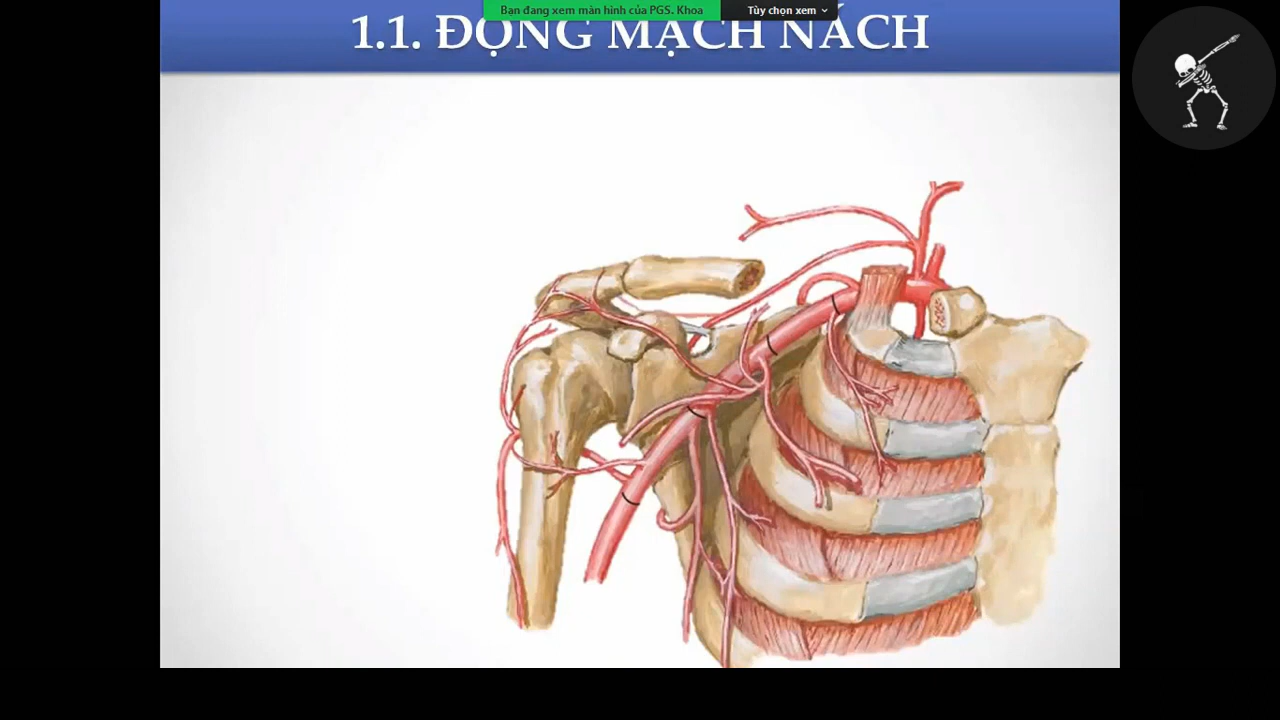 Bạn đang xem màn hình của PGS. Khoa
Tùy chọn xem
1.1. ĐỘNG MẠCH NÁCH